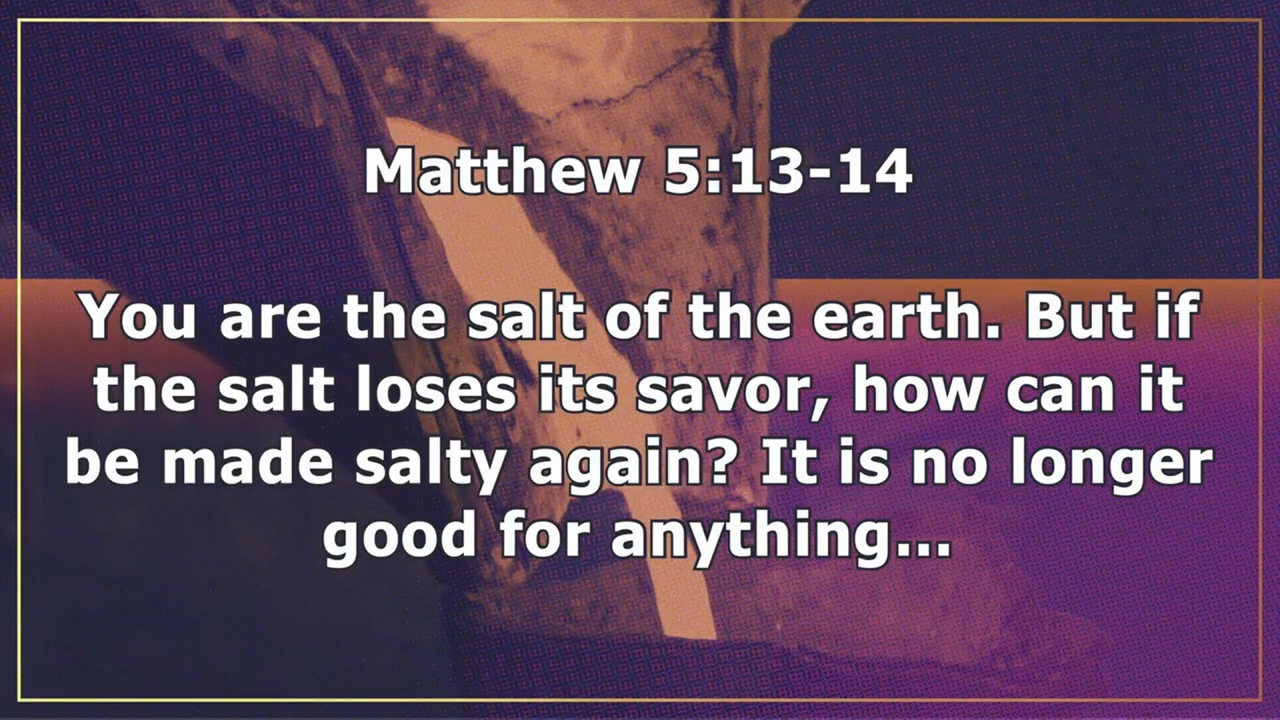 Matthew 5:13-14
You are the salt of the earth. But if
the salt loses its savor, how can it
be made salty again? It is no longer
good for anything...